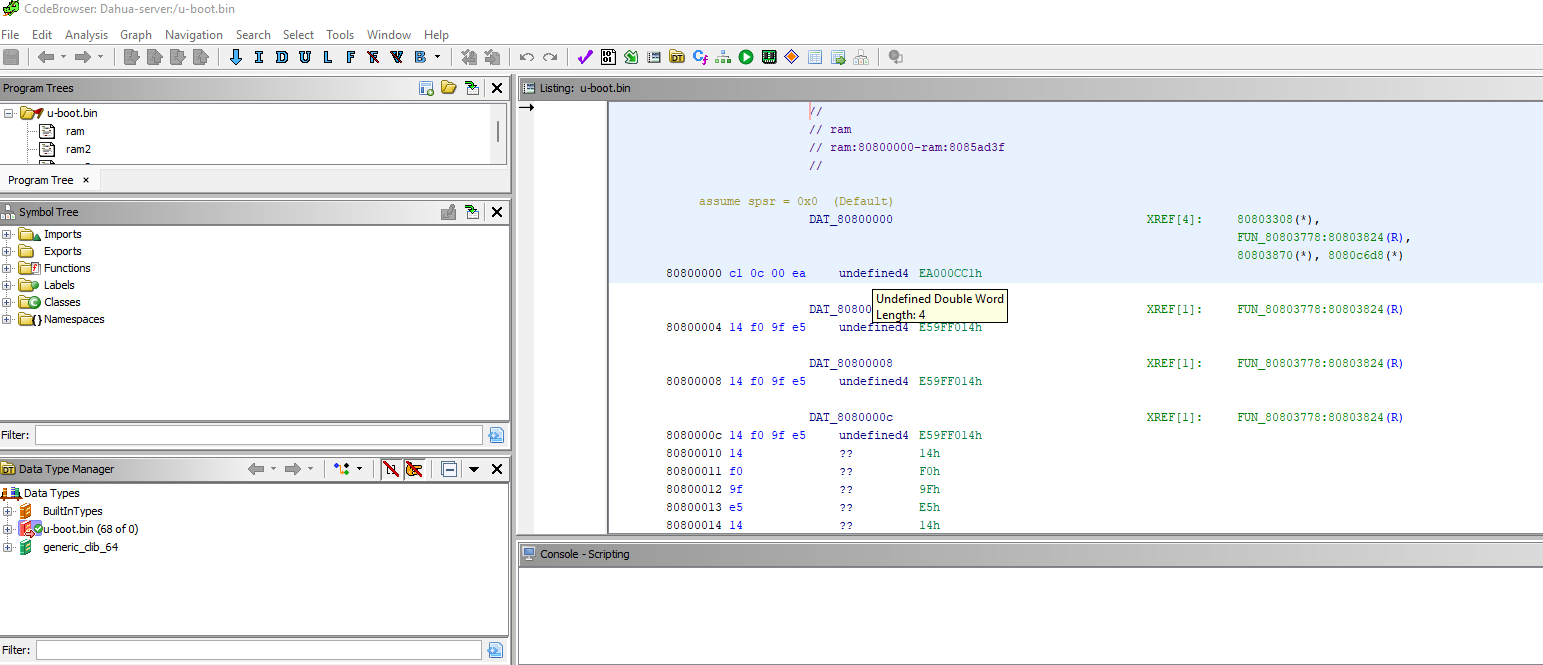 CodeBrowser: Dahua-server:/u-boot.bin
File Edit Analysis Graph Navigation Search Select Tools Window Help
I D U L F F V B
Program Trees
u-boot.bin
ram
ram2
Program Tree ×
Symbol Tree
Imports
Exports
Functions
Labels
Classes
Namespaces
Filter:
Data Type Manager
Data Types
BuiltInTypes
u-boot.bin (68 of 0)
generic_clib_64
Filter:
Listing: u-boot.bin
//
// ram
// ram:80800000-ram:8085ad3f
//
assume spsr = 0x0 (Default)
DAT_80800000 XREF[4]: 80803308(*),
FUN_80803778:80803824(R),
80803870(*), 8080c6d8(*)
80800000 c1 0c 00 ea undefined4 EA000CC1h
Undefined Double Word
Length: 4
DAT_80800 XREF[1]: FUN_80803778:80803824(R)
80800004 14 f0 9f e5 undefined4 E59FF014h
DAT_80800008 XREF[1]: FUN_80803778:80803824(R)
80800008 14 f0 9f e5 undefined4 E59FF014h
DAT_8080000c XREF[1]: FUN_80803778:80803824(R)
8080000c 14 f0 9f e5 undefined4 E59FF014h
80800010 14 ?? 14h
80800011 f0 ?? F0h
80800012 9f ?? 9Fh
80800013 e5 ?? E5h
80800014 14 ?? 14h
Console - Scripting